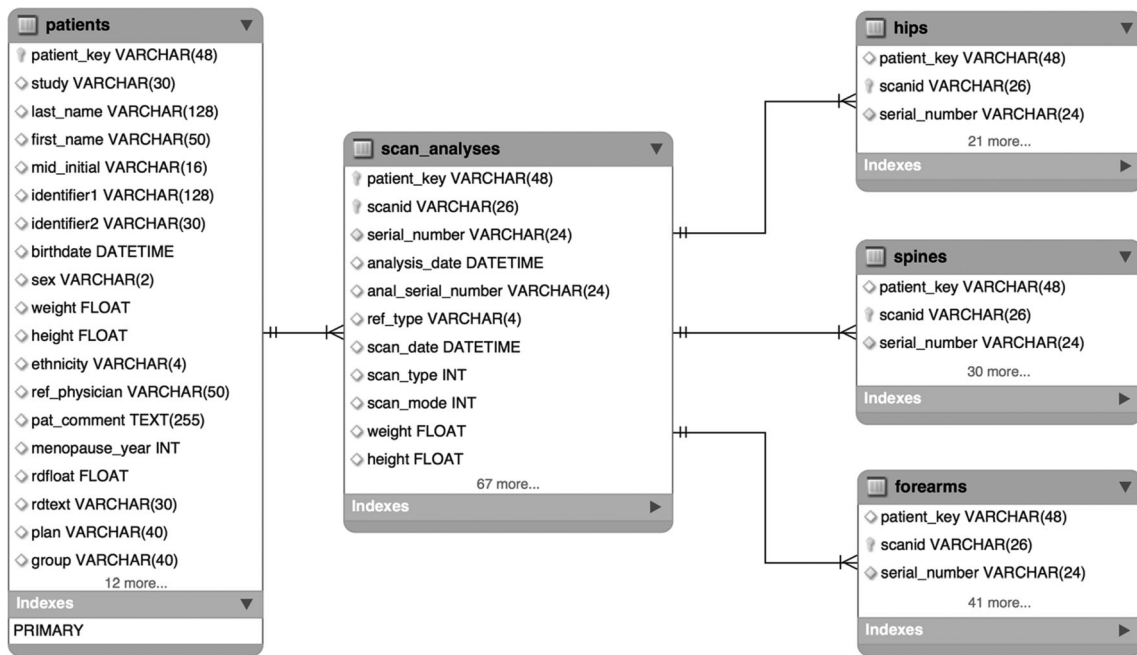 patients
patient_key VARCHAR(48)
study VARCHAR(30)
last_name VARCHAR(128)
first_name VARCHAR(50)
mid_initial VARCHAR(16)
identifier1 VARCHAR(128)
identifier2 VARCHAR(30)
birthdate DATETIME
sex VARCHAR(2)
weight FLOAT
height FLOAT
ethnicity VARCHAR(4)
ref_physician VARCHAR(50)
pat_comment TEXT(255)
menopause_year INT
rdfloat FLOAT
rdtext VARCHAR(30)
plan VARCHAR(40)
group VARCHAR(40)
12 more...
Indexes
PRIMARY
scan_analyses
patient_key VARCHAR(48)
scanid VARCHAR(26)
serial_number VARCHAR(24)
analysis_date DATETIME
anal_serial_number VARCHAR(24)
ref_type VARCHAR(4)
scan_date DATETIME
scan_type INT
scan_mode INT
weight FLOAT
height FLOAT
67 more...
Indexes
hips
patient_key VARCHAR(48)
scanid VARCHAR(26)
serial_number VARCHAR(24)
21 more...
Indexes
spines
patient_key VARCHAR(48)
scanid VARCHAR(26)
serial_number VARCHAR(24)
30 more...
Indexes
forearms
patient_key VARCHAR(48)
scanid VARCHAR(26)
serial_number VARCHAR(24)
41 more...
Indexes